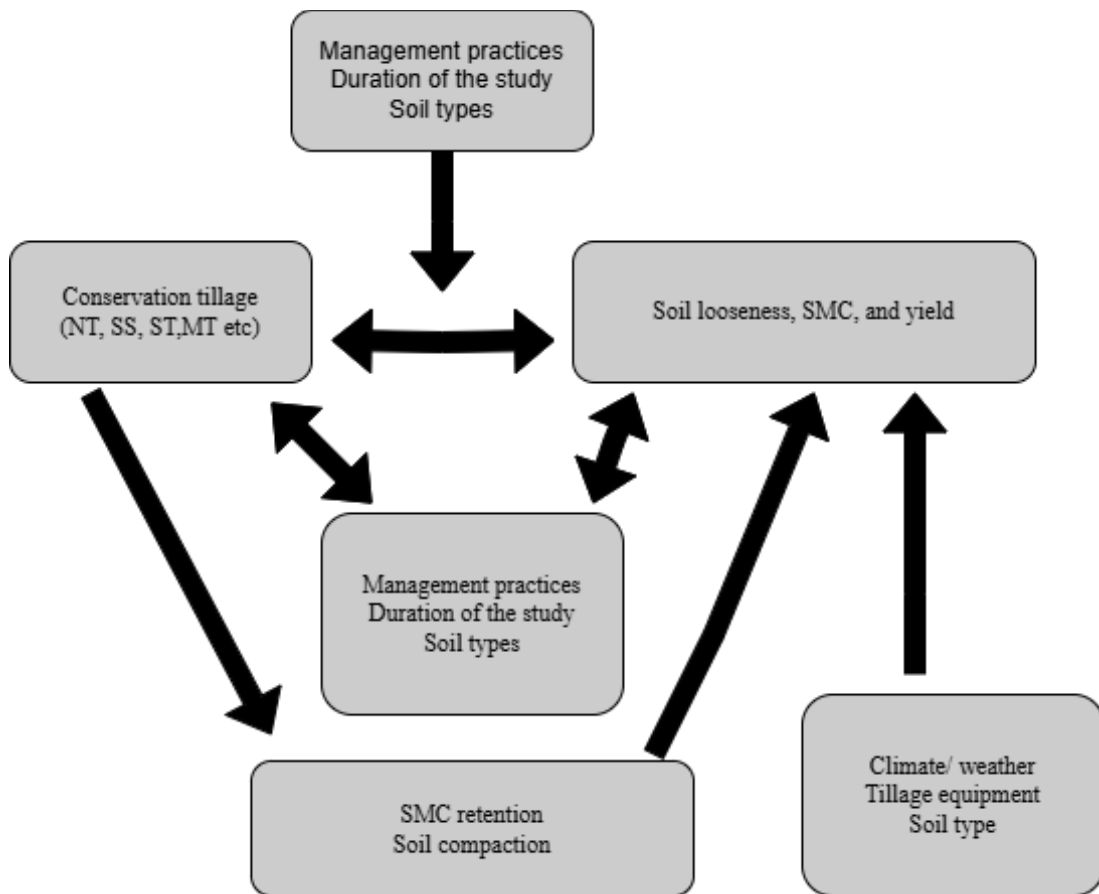 Management practices
Duration of the study
Soil types
Conservation tillage
(NT, SS, ST,MT etc)
Soil looseness, SMC, and yield
Management practices
Duration of the study
Soil types
SMC retention
Soil compaction
Climate/ weather
Tillage equipment
Soil type